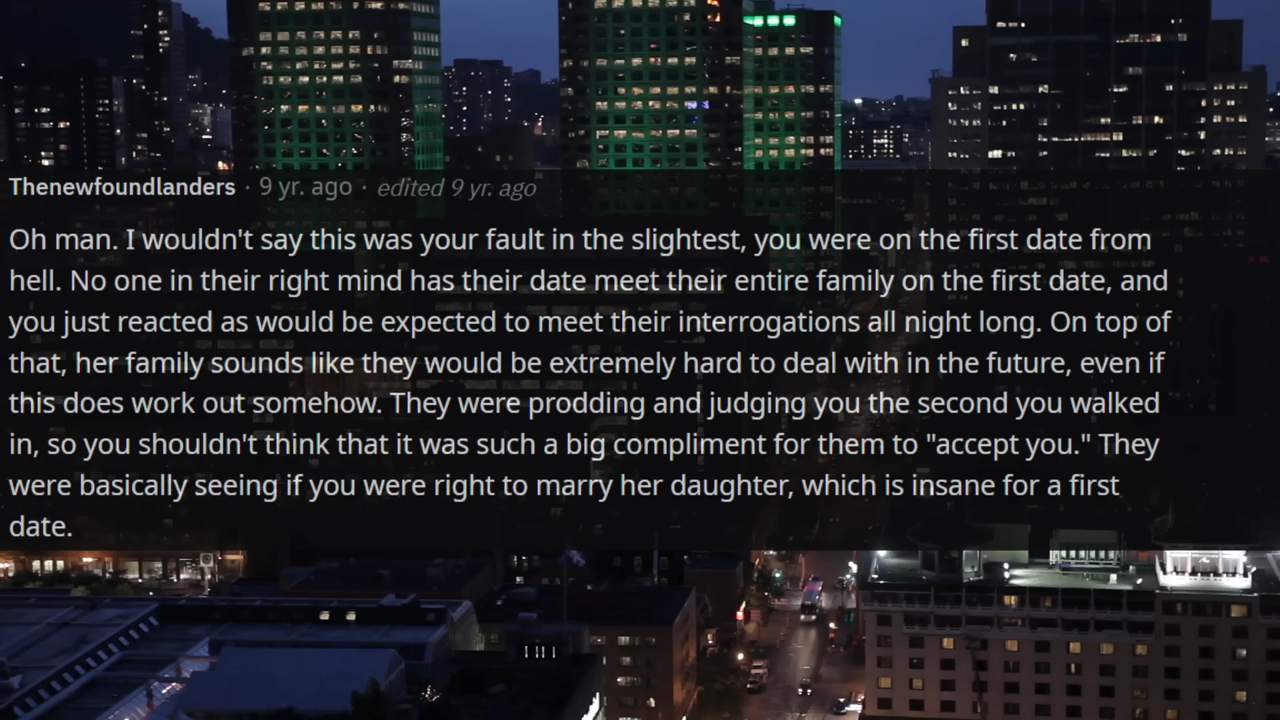 Thenewfoundlanders · 9 yr. ago · edited 9 yr. ago
Oh man. I wouldn't say this was your fault in the slightest, you were on the first date from
hell. No one in their right mind has their date meet their entire family on the first date, and
you just reacted as would be expected to meet their interrogations all night long. On top of
that, her family sounds like they would be extremely hard to deal with in the future, even if
this does work out somehow. They were prodding and judging you the second you walked
in, so you shouldn't think that it was such a big compliment for them to "accept you." They
were basically seeing if you were right to marry her daughter, which is insane for a first
date.